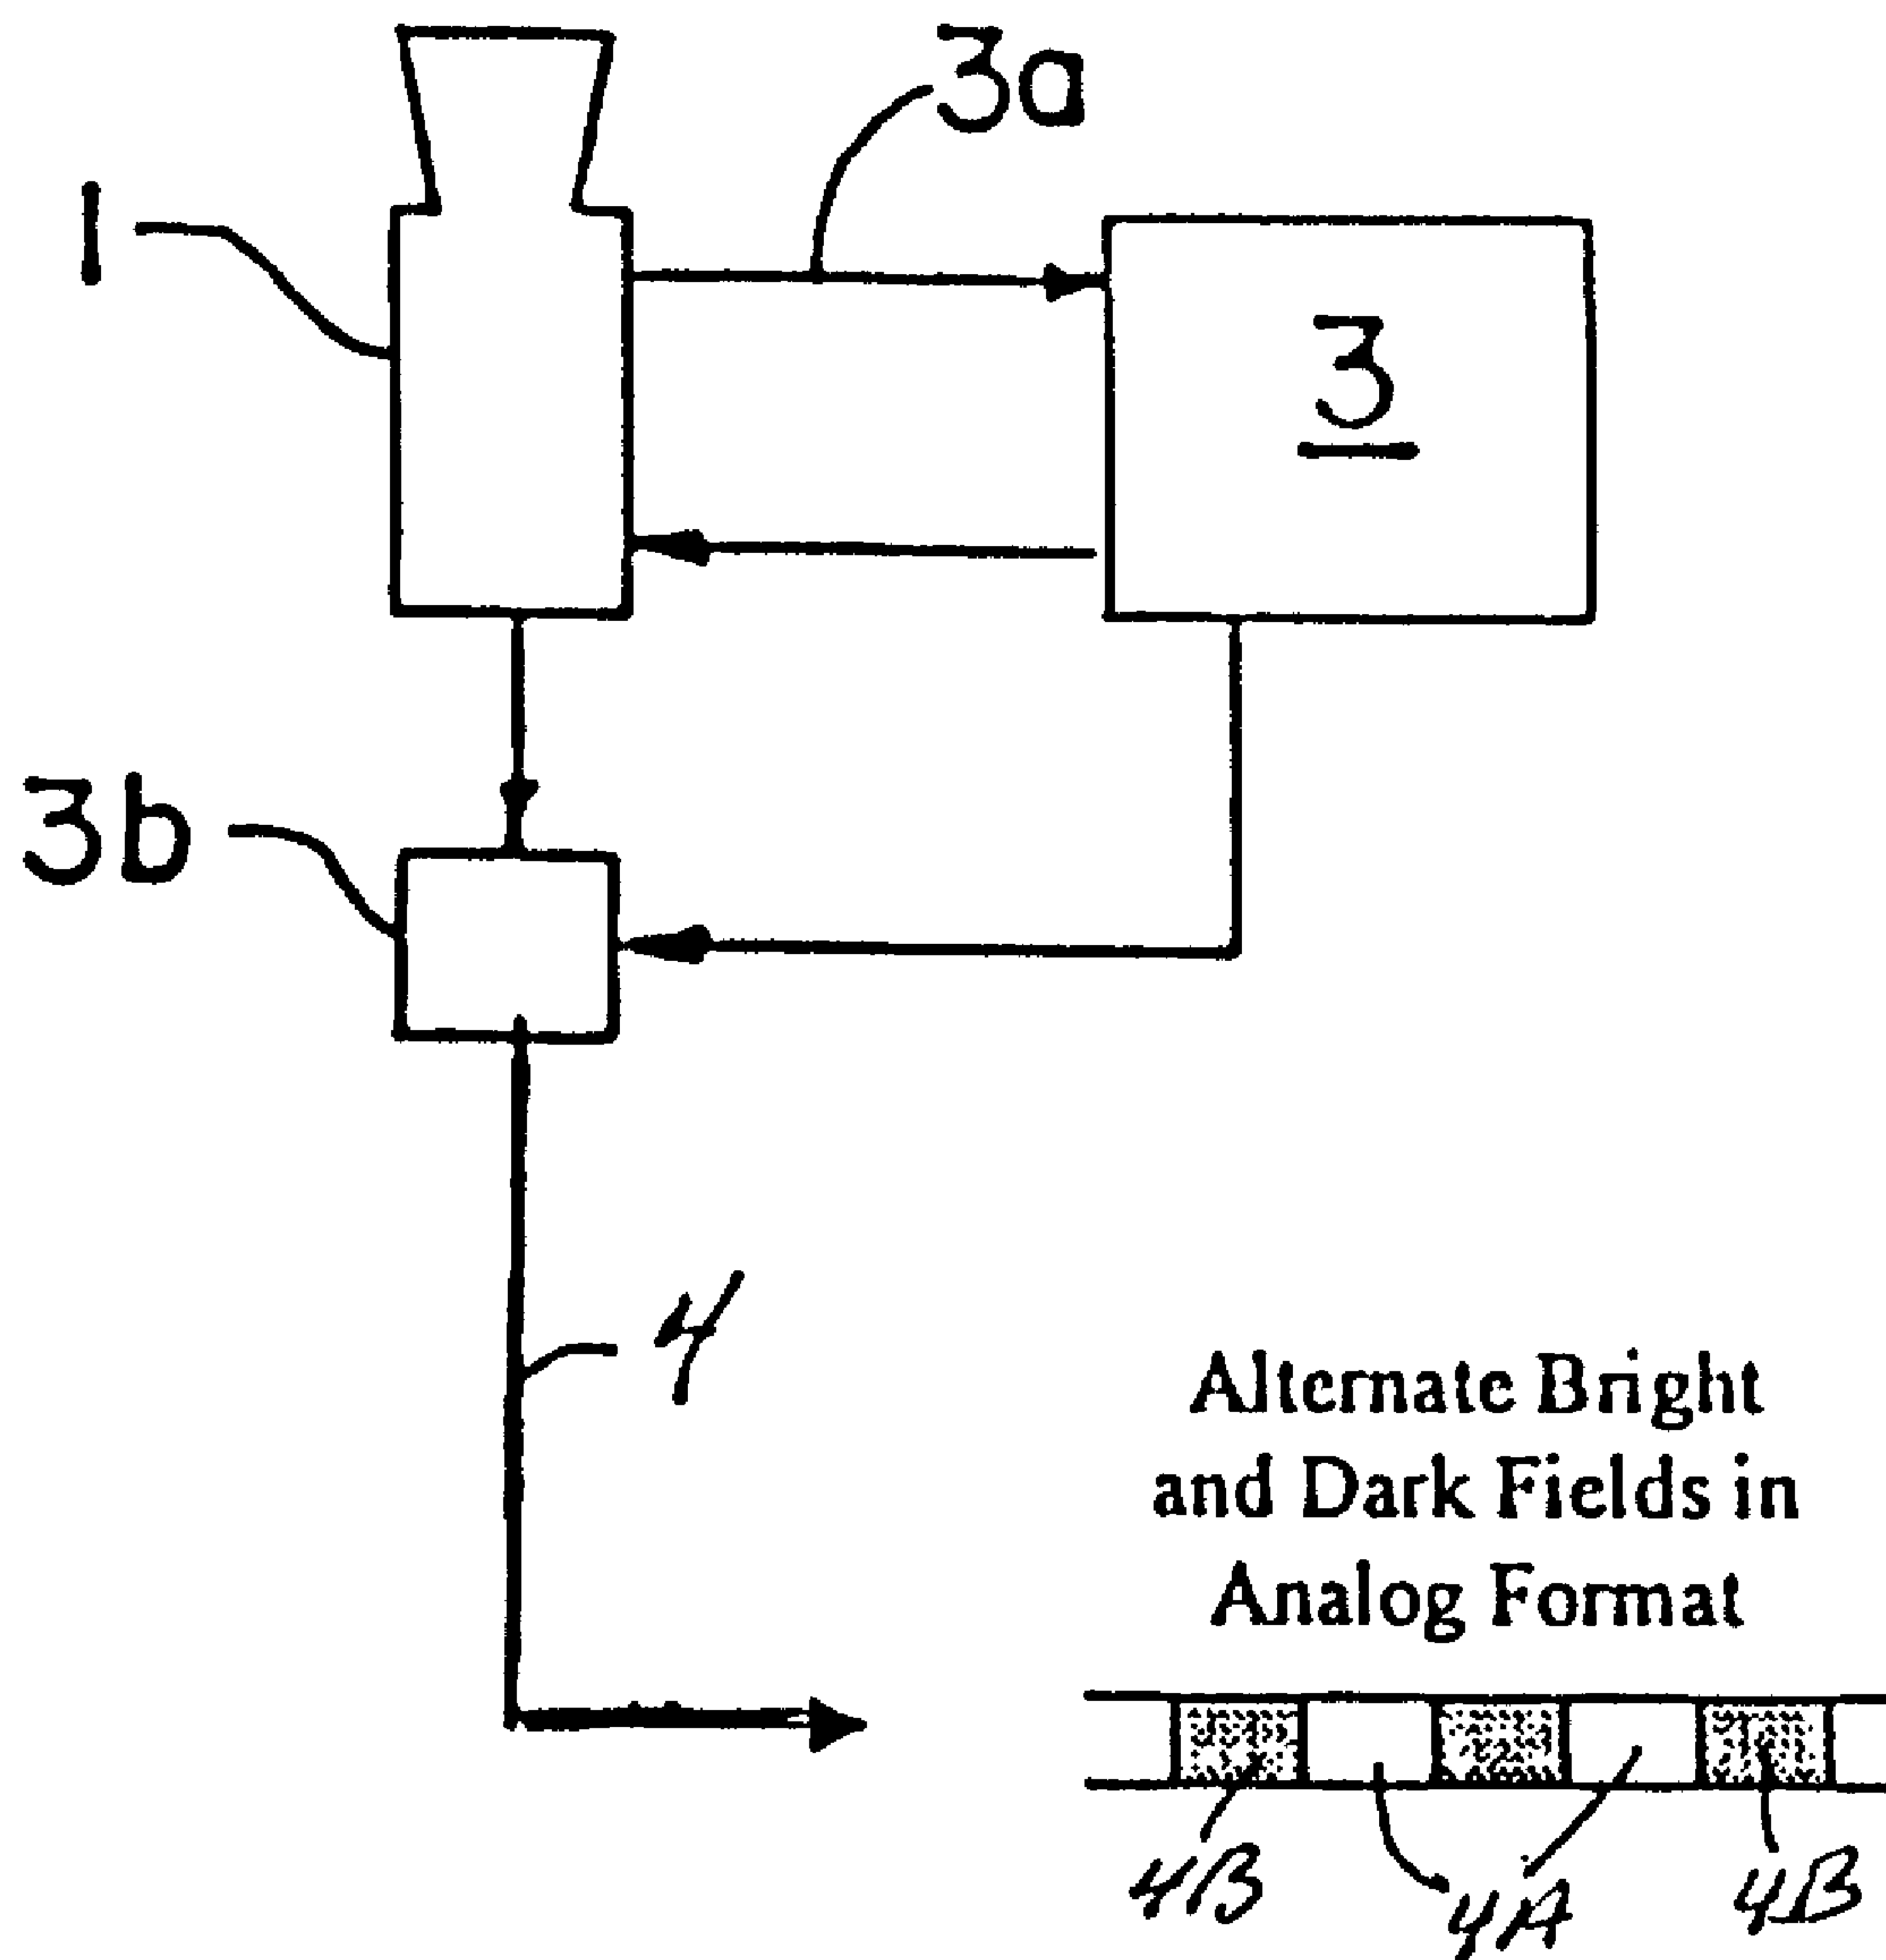 3a
1
3
3b
4
Alternate Bright
and Dark Fields in
Analog Format
4B
4A
4B